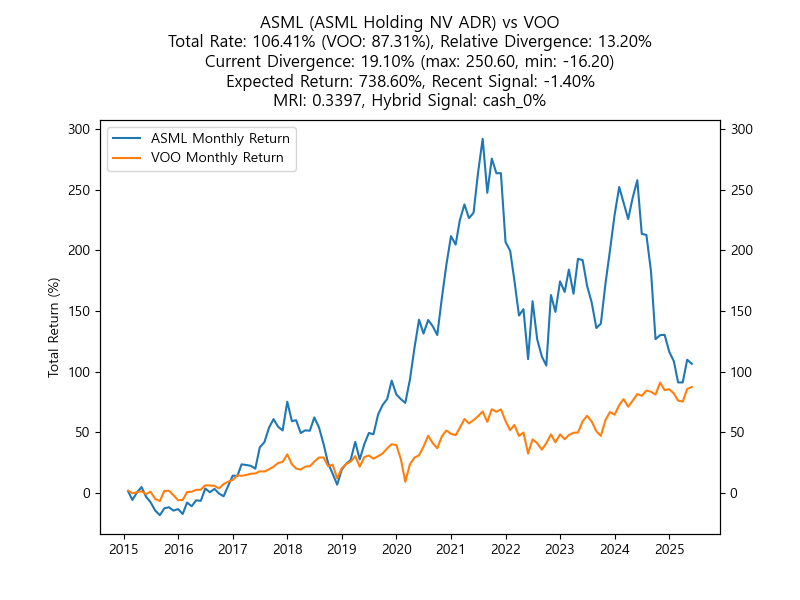 ASML (ASML Holding NV ADR) vs VOO
Total Rate: 106.41% (VOO: 87.31%), Relative Divergence: 13.20%
Current Divergence: 19.10% (max: 250.60, min: -16.20)
Expected Return: 738.60%, Recent Signal: -1.40%
MRI: 0.3397, Hybrid Signal: cash_0%
ASML Monthly Return
VOO Monthly Return
Total Return (%)
300
250
200
150
100
50
0
300
250
200
150
100
50
0
2015 2016 2017 2018 2019 2020 2021 2022 2023 2024 2025